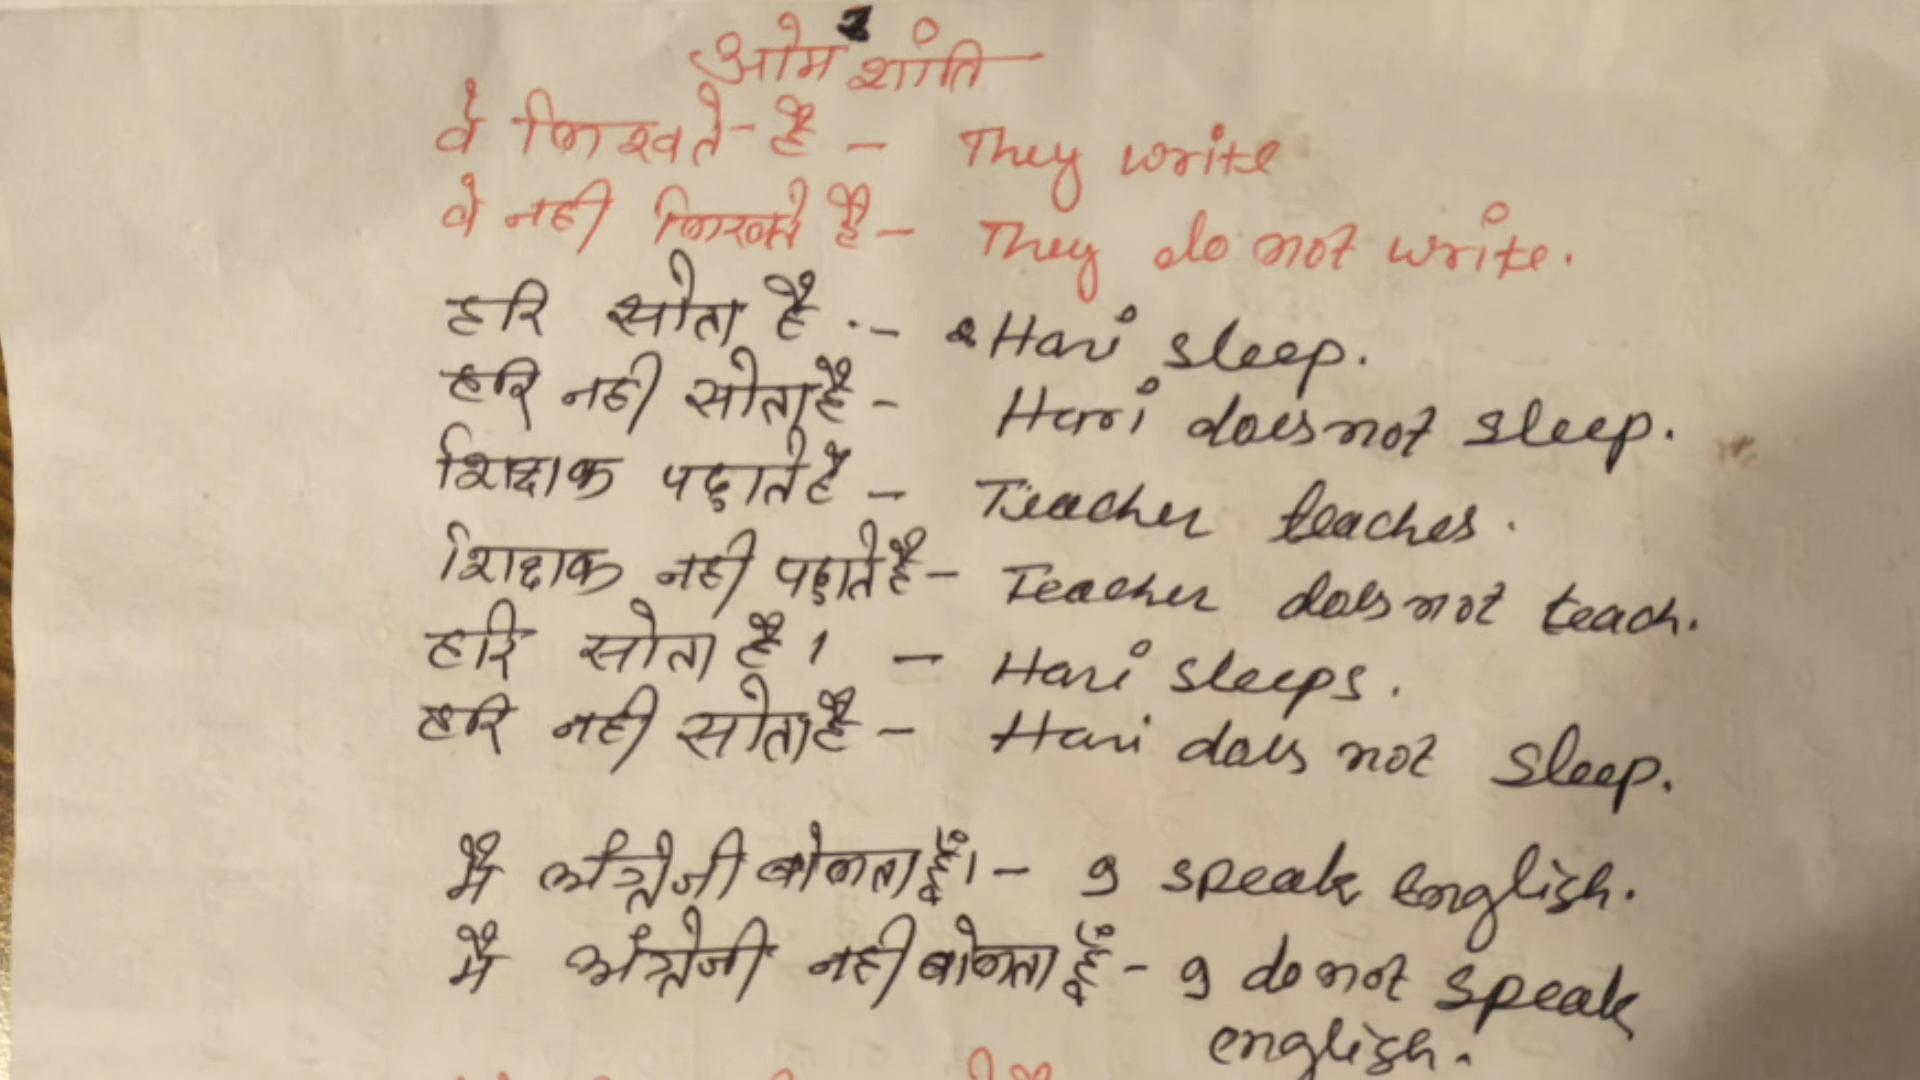 ओम शांति
2
वे लिखते है - They write
वे नही लिखते है - They do not write.
हरि सोता है - Hari sleep.
हरि नही सोता है - Hari does not sleep.
शिक्षक पढ़ाते है - Teacher teaches.
शिक्षक नही पढ़ाते है - Teacher does not teach.
हरि सोता है। - Hari sleeps.
हरि नही सोता है - Hari does not sleep.
मै अंग्रेजी बोलता हूँ। - I speak english.
मै अंग्रेजी नही बोलता हूँ - I do not speak
english.